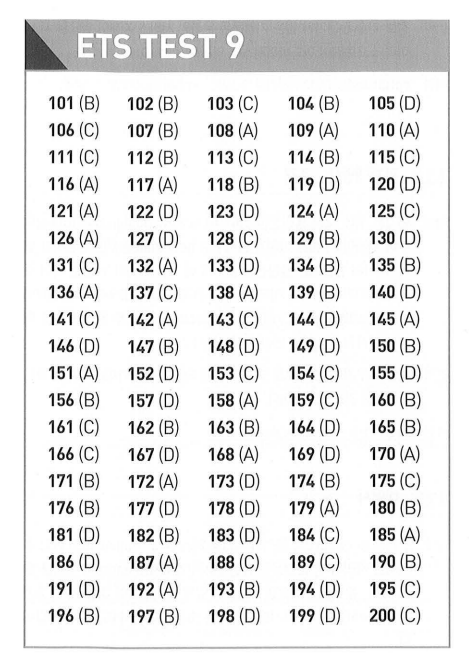 ETS TEST 9
101 (B) 102 (B) 103 (C) 104 (B) 105 (D)
106 (C) 107 (B) 108 (A) 109 (A) 110 (A)
111 (C) 112 (B) 113 (C) 114 (B) 115 (C)
116 (A) 117 (A) 118 (B) 119 (D) 120 (D)
121 (A) 122 (D) 123 (D) 124 (A) 125 (C)
126 (A) 127 (D) 128 (C) 129 (B) 130 (D)
131 (C) 132 (A) 133 (D) 134 (B) 135 (B)
136 (A) 137 (C) 138 (A) 139 (B) 140 (D)
141 (C) 142 (A) 143 (C) 144 (D) 145 (A)
146 (D) 147 (B) 148 (D) 149 (D) 150 (B)
151 (A) 152 (D) 153 (C) 154 (C) 155 (D)
156 (B) 157 (D) 158 (A) 159 (C) 160 (B)
161 (C) 162 (B) 163 (B) 164 (D) 165 (B)
166 (C) 167 (D) 168 (A) 169 (D) 170 (A)
171 (B) 172 (A) 173 (D) 174 (B) 175 (C)
176 (B) 177 (D) 178 (D) 179 (A) 180 (B)
181 (D) 182 (B) 183 (D) 184 (C) 185 (A)
186 (D) 187 (A) 188 (C) 189 (C) 190 (B)
191 (D) 192 (A) 193 (B) 194 (D) 195 (C)
196 (B) 197 (B) 198 (D) 199 (D) 200 (C)